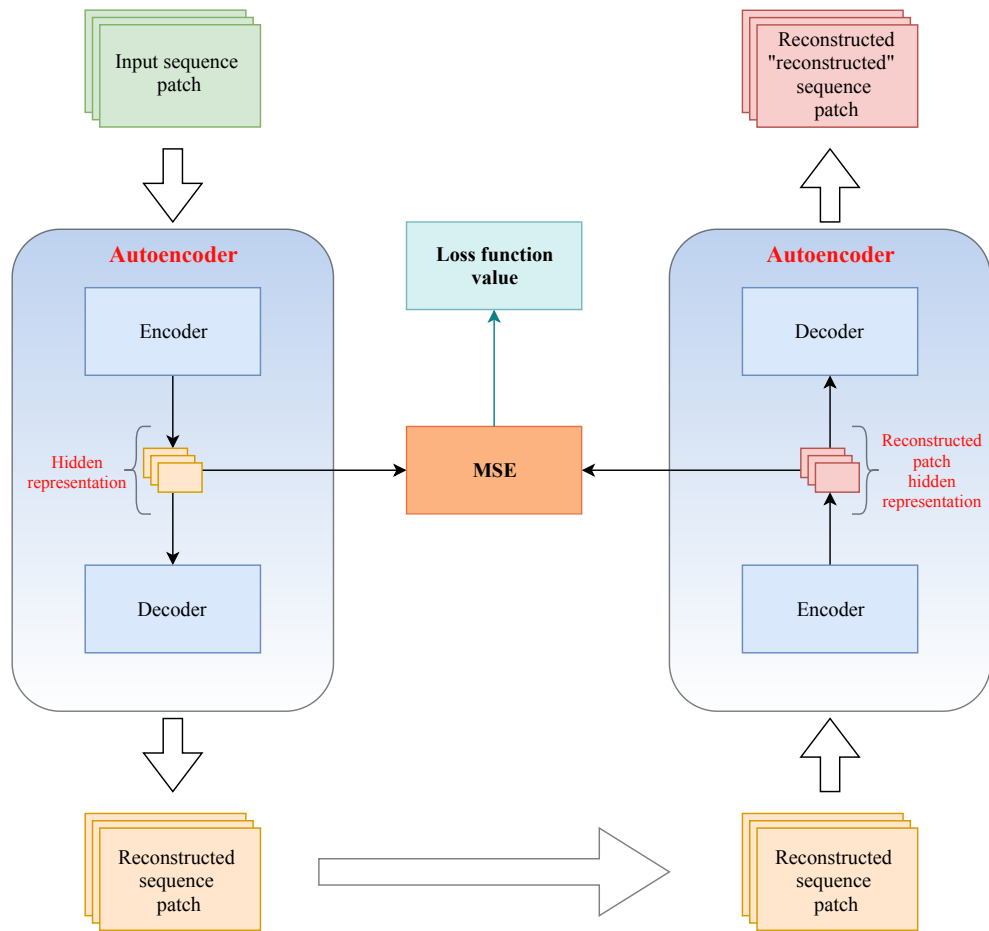 Input sequence
patch
Reconstructed
"reconstructed"
sequence
patch
Autoencoder
Encoder
Hidden
representation
Decoder
Loss function
value
MSE
Autoencoder
Decoder
Reconstructed
patch
hidden
representation
Encoder
Reconstructed
sequence
patch
Reconstructed
sequence
patch